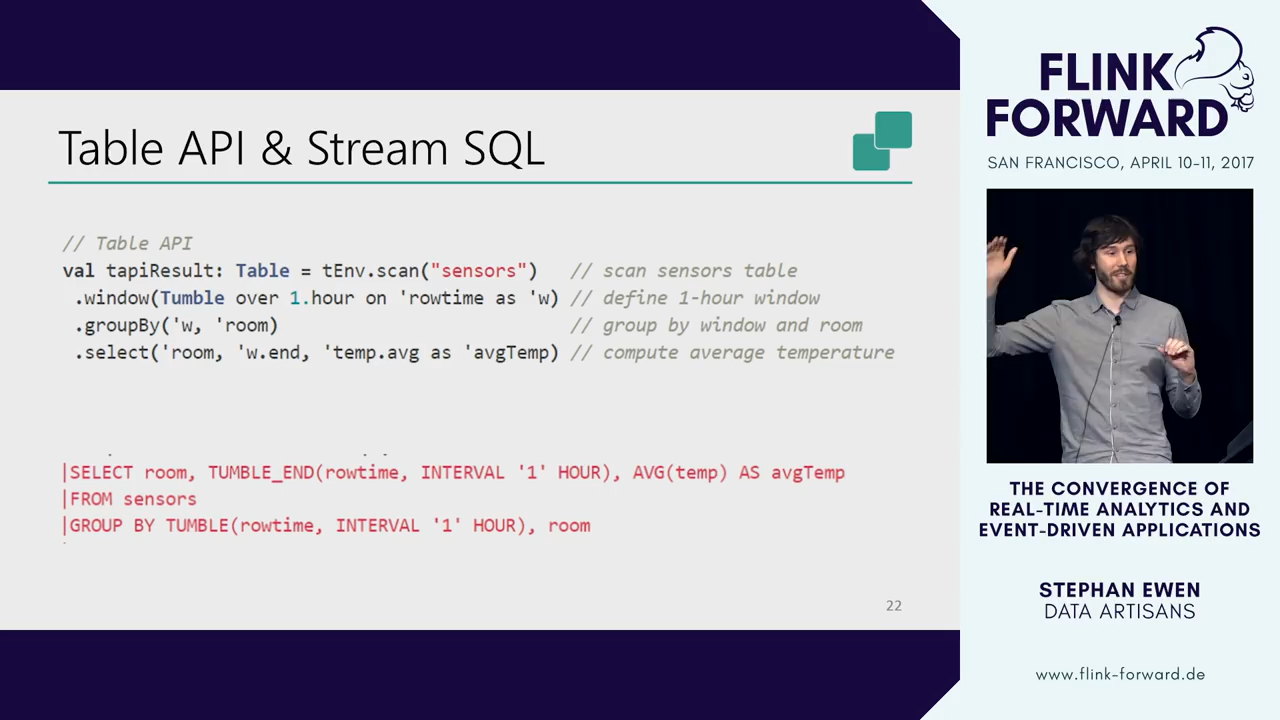 Table API & Stream SQL
// Table API
val tapiResult: Table = tEnv.scan("sensors") // scan sensors table
.window(Tumble over 1.hour on 'rowtime as 'w) // define 1-hour window
.groupBy('w, 'room) // group by window and room
.select('room, 'w.end, 'temp.avg as 'avgTemp) // compute average temperature
|SELECT room, TUMBLE_END(rowtime, INTERVAL '1' HOUR), AVG(temp) AS avgTemp
|FROM sensors
|GROUP BY TUMBLE(rowtime, INTERVAL '1' HOUR), room
22
FLINK
FORWARD
SAN FRANCISCO, APRIL 10-11, 2017
THE CONVERGENCE OF
REAL-TIME ANALYTICS AND
EVENT-DRIVEN APPLICATIONS
STEPHAN EWEN
DATA ARTISANS
www.flink-forward.de